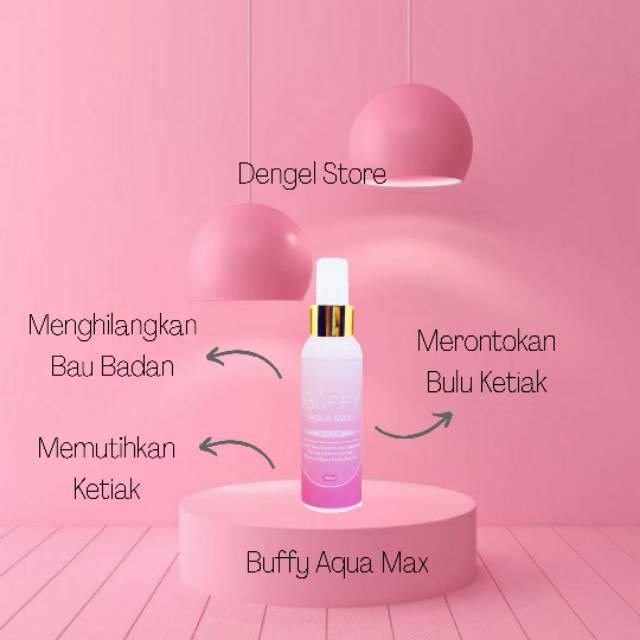 Dengel Store
Menghilangkan
Bau Badan
Merontokan
Bulu Ketiak
Memutihkan
Ketiak
BUFFY
AQUA MAX
Buffy Aqua Max